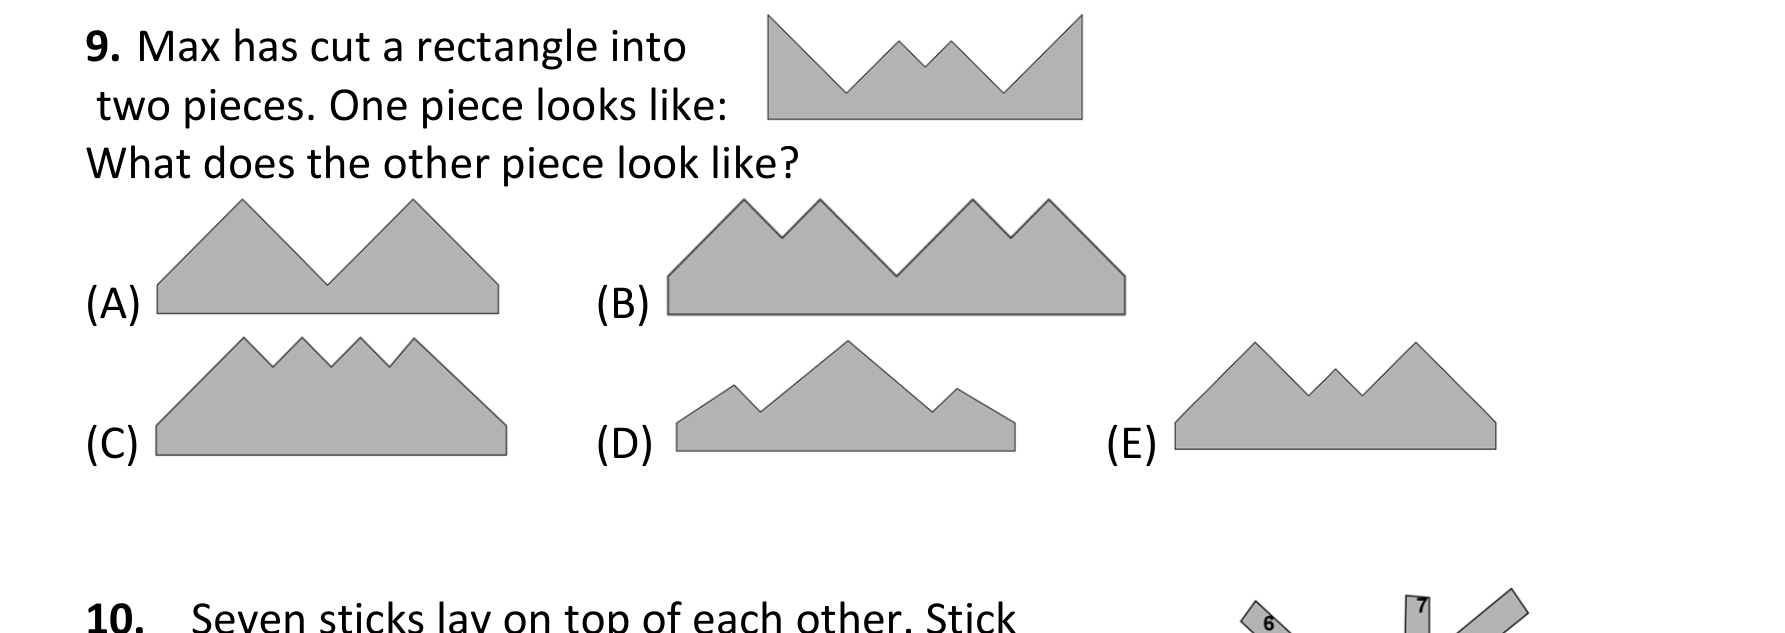 9. Max has cut a rectangle into
two pieces. One piece looks like:
What does the other piece look like?
(A)
(B)
(C)
(D)
(E)
10. Seven sticks lay on top of each other. Stick
6
7